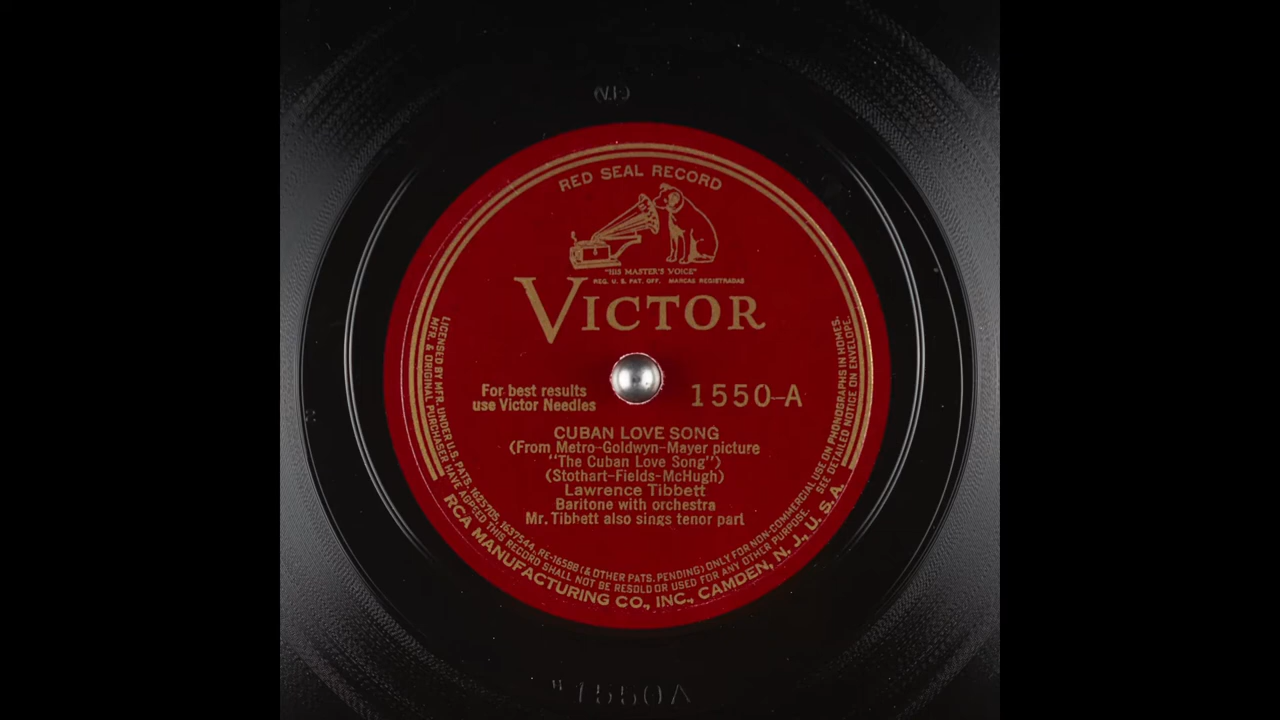 RED SEAL RECORD
"HIS MASTER'S VOICE"
REG. U. S. PAT. OFF. MARCAS REGISTRADAS
VICTOR
For best results
use Victor Needles
1550-A
CUBAN LOVE SONG
(From Metro-Goldwyn-Mayer picture
"The Cuban Love Song")
(Stothart-Fields-McHugh)
Lawrence Tibbett
Baritone with orchestra
Mr. Tibbett also sings tenor part
LICENSED BY MFR. UNDER U.S. PATS. 1625705, 1637544, RE-16588 (& OTHER PATS. PENDING) ONLY FOR NON-COMMERCIAL USE ON PHONOGRAPHS IN HOMES.
MFR. & ORIGINAL PURCHASER HAVE AGREED THIS RECORD SHALL NOT BE RESOLD OR USED FOR ANY OTHER PURPOSE. SEE DETAILED NOTICE ON ENVELOPE.
RCA MANUFACTURING CO., INC., CAMDEN, N. J., U. S. A.
1550A